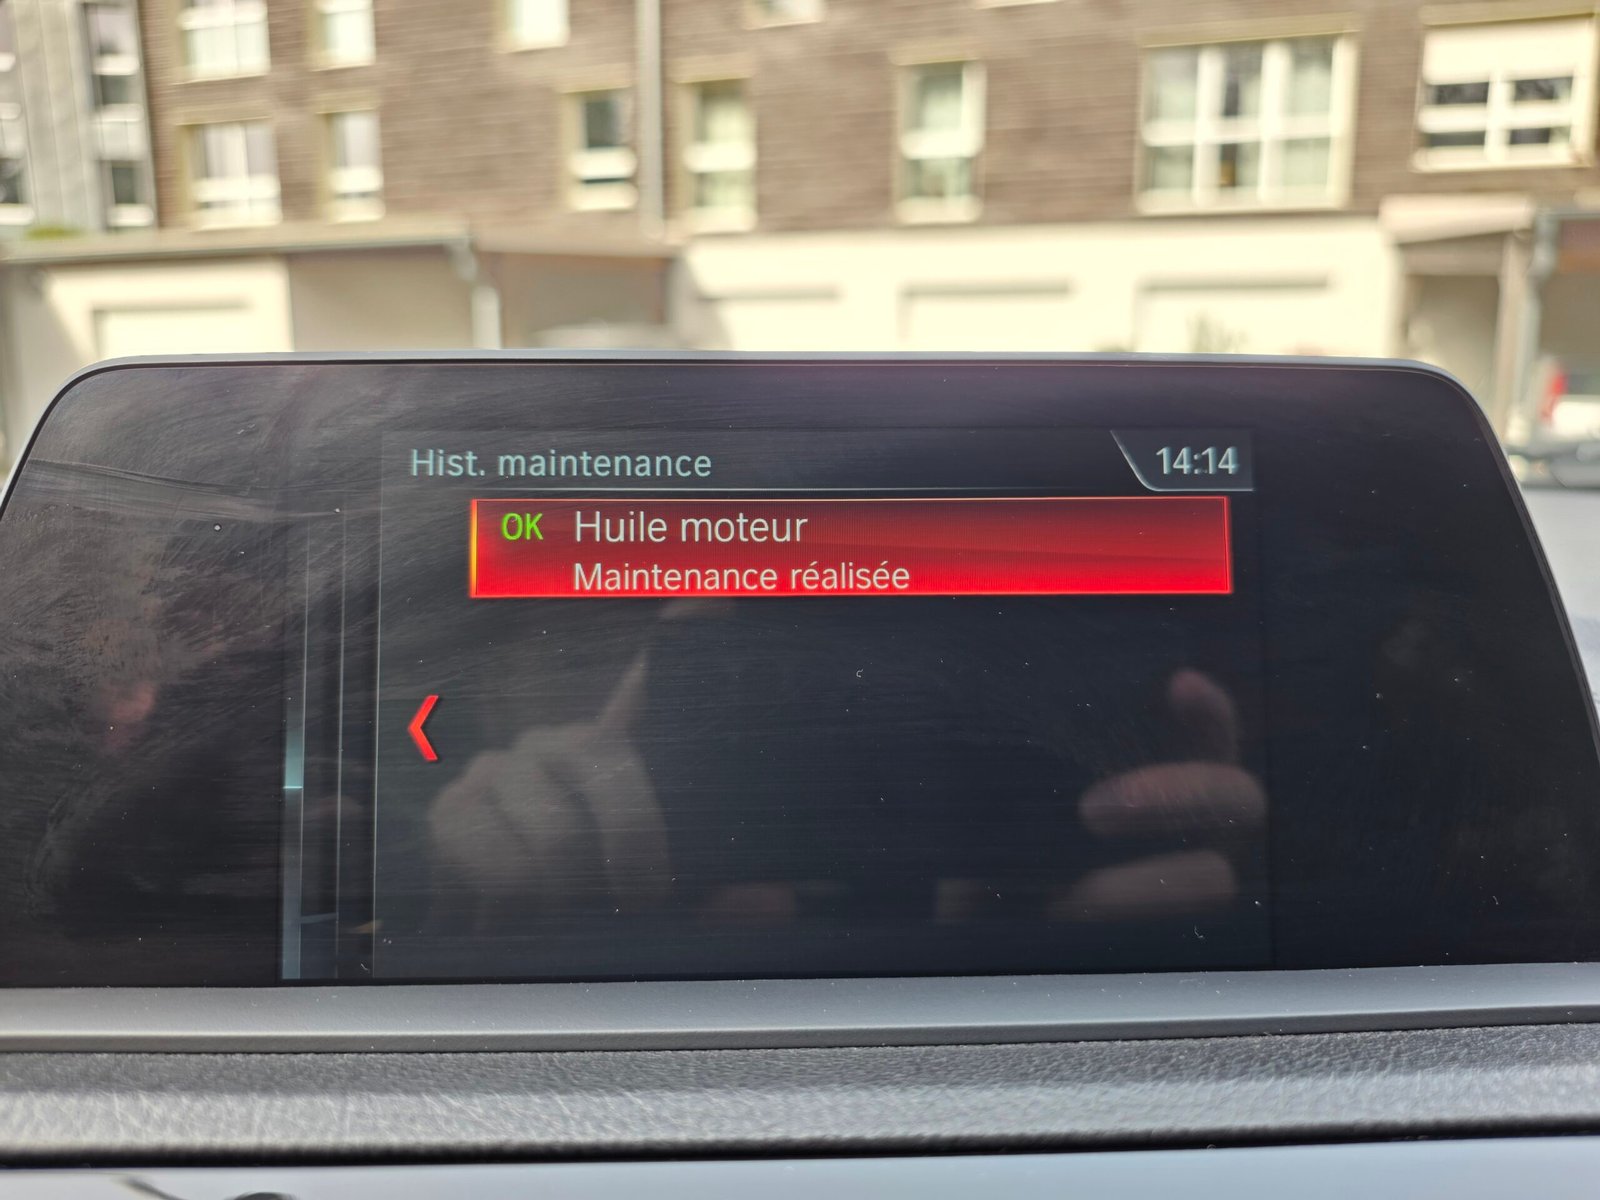 Hist. maintenance
14:14
OK Huile moteur
Maintenance réalisée